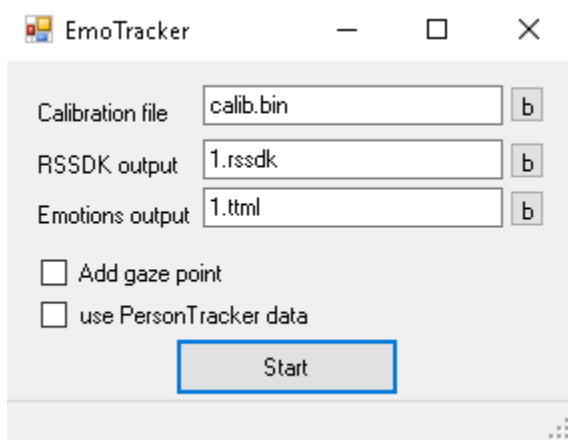 EmoTracker
Calibration file calib.bin b
RSSDK output 1.rssdk b
Emotions output 1.ttml b
Add gaze point
use PersonTracker data
Start